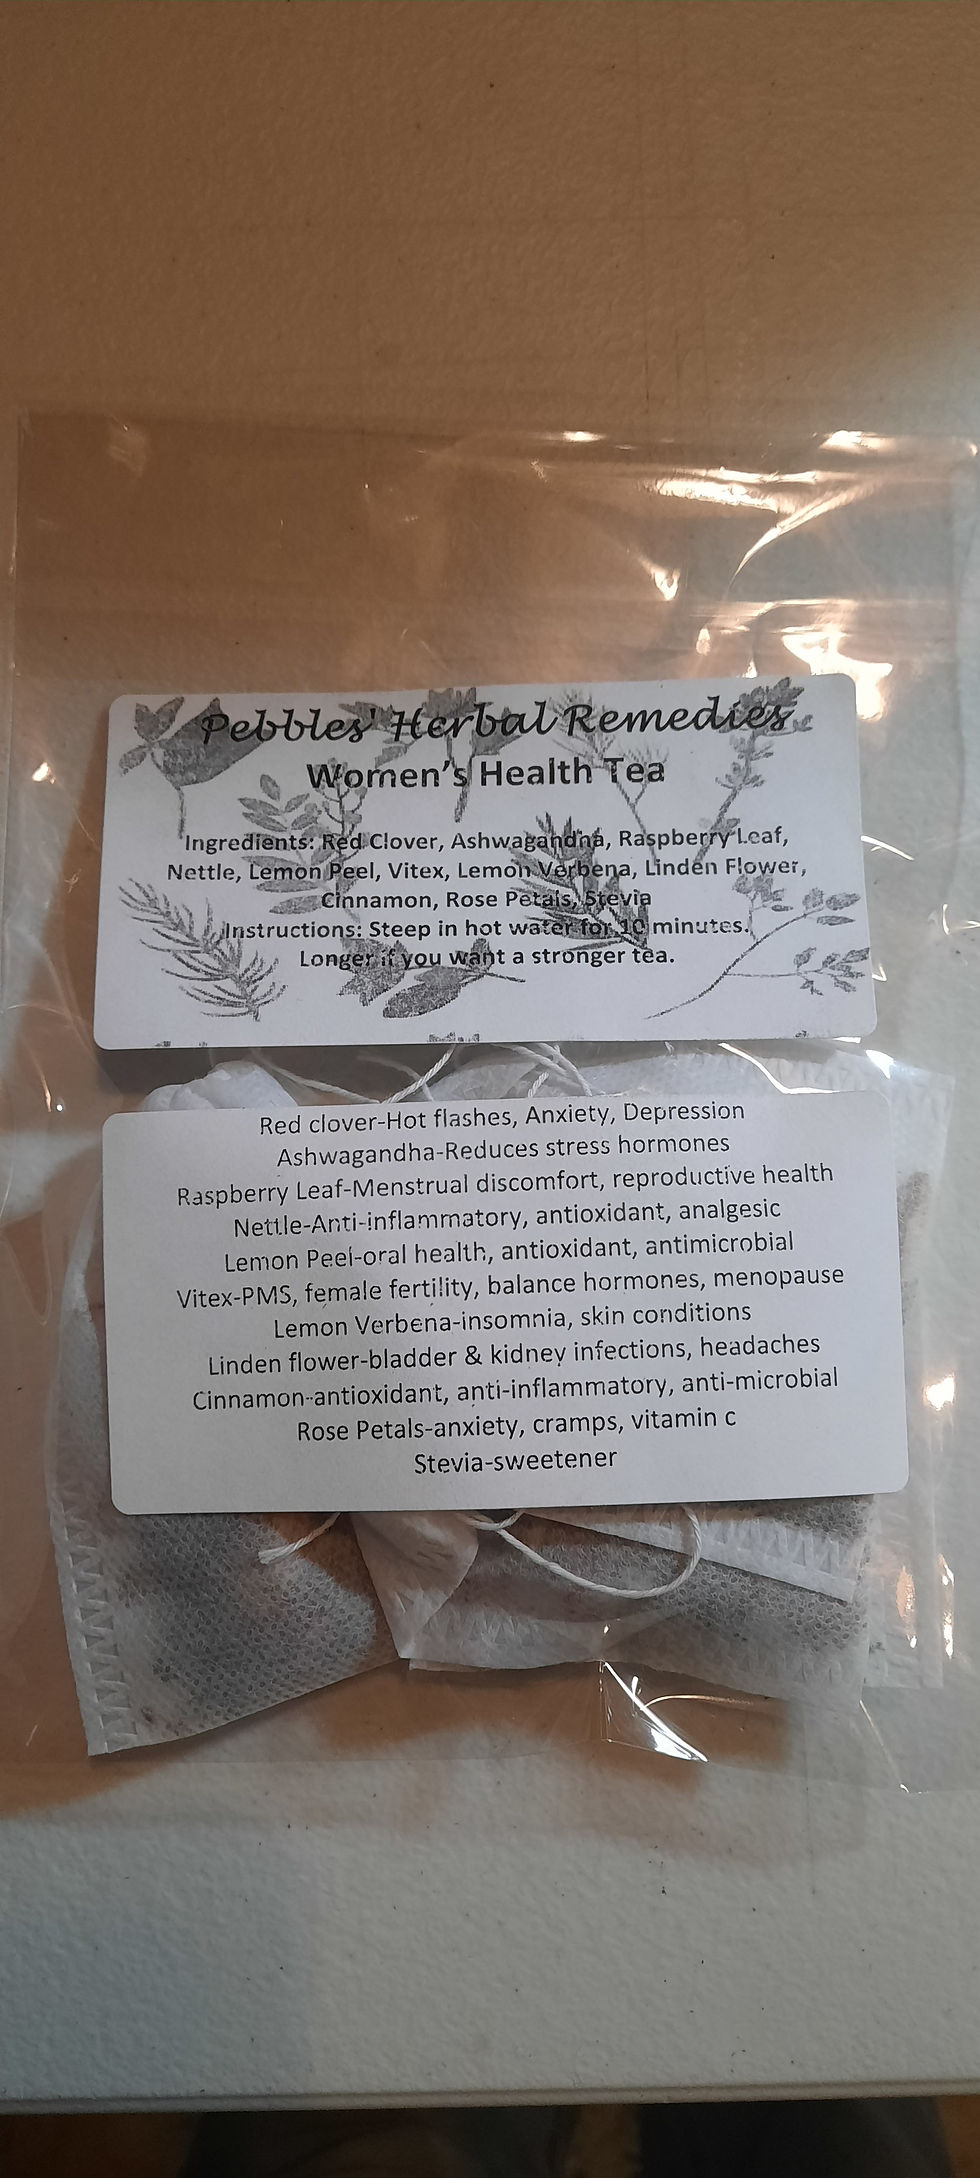 Pebbles' Herbal Remedies
Women's Health Tea
Ingredients: Red Clover, Ashwagandha, Raspberry Leaf,
Nettle, Lemon Peel, Vitex, Lemon Verbena, Linden Flower,
Cinnamon, Rose Petals, Stevia
Instructions: Steep in hot water for 10 minutes.
Longer if you want a stronger tea.
Red clover-Hot flashes, Anxiety, Depression
Ashwagandha-Reduces stress hormones
Raspberry Leaf-Menstrual discomfort, reproductive health
Nettle-Anti-inflammatory, antioxidant, analgesic
Lemon Peel-oral health, antioxidant, antimicrobial
Vitex-PMS, female fertility, balance hormones, menopause
Lemon Verbena-insomnia, skin conditions
Linden flower-bladder & kidney infections, headaches
Cinnamon-antioxidant, anti-inflammatory, anti-microbial
Rose Petals-anxiety, cramps, vitamin c
Stevia-sweetener